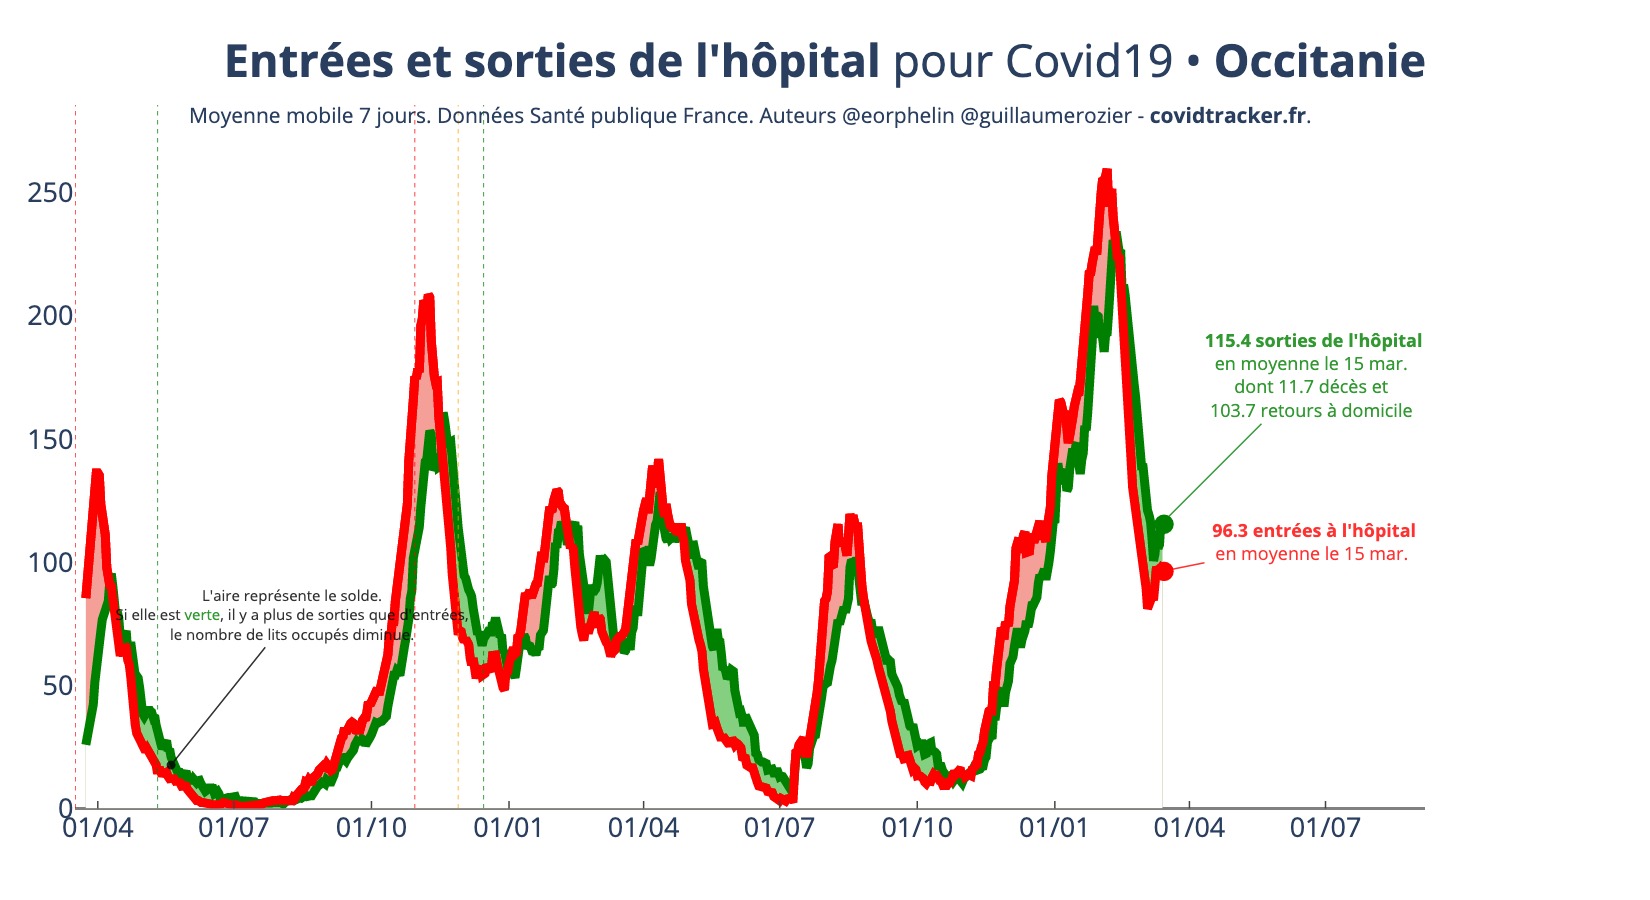 Entrées et sorties de l'hôpital pour Covid19 • Occitanie
Moyenne mobile 7 jours. Données Santé publique France. Auteurs @eorphelin @guillaumerozier - covidtracker.fr.
250
200
150
100
50
0
115.4 sorties de l'hôpital
en moyenne le 15 mar.
dont 11.7 décès et
103.7 retours à domicile
96.3 entrées à l'hôpital
en moyenne le 15 mar.
L'aire représente le solde.
Si elle est verte, il y a plus de sorties que d'entrées,
le nombre de lits occupés diminue.
01/04 01/07 01/10 01/01 01/04 01/07 01/10 01/01 01/04 01/07